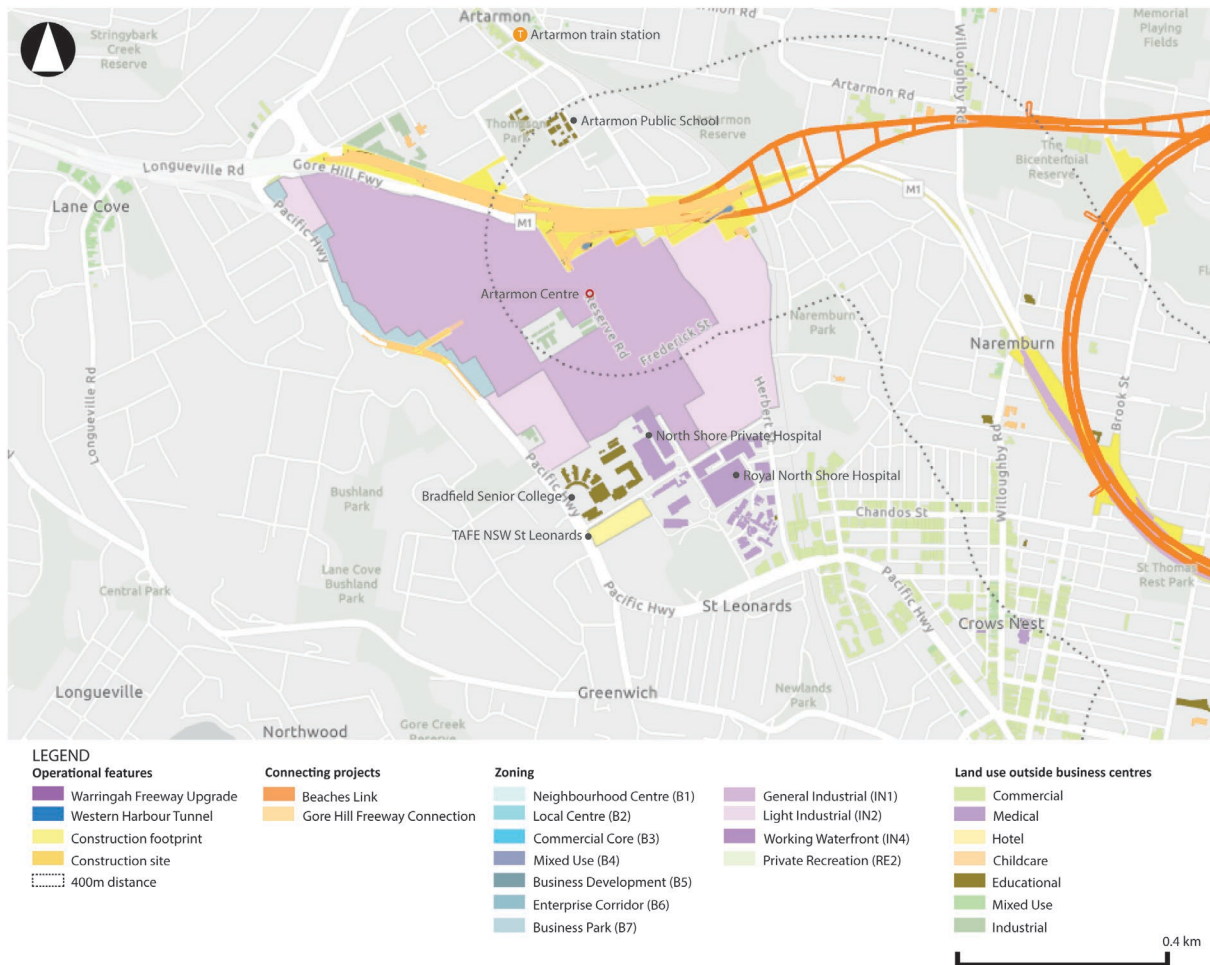 Artarmon
Artarmon train station
T
Stringybark
Creek Reserve
Memorial
Playing
Fields
Willoughby Rd
Artarmon Rd
Artarmon Public School
Thompson
Park
Artarmon
Reserve
Longueville Rd
Gore Hill Fwy
The
Bicentennial
Reserve
Lane Cove
Pacific Hwy
M1
M1
Artarmon Centre
Reserve Rd
Frederick St
Naremburn
Park
Naremburn
Longueville Rd
Herbert St
Brook St
North Shore Private Hospital
Willoughby Rd
Royal North Shore Hospital
Bradfield Senior College
Pacific Hwy
Bushland
Park
Chandos St
TAFE NSW St Leonards
Lane Cove
Bushland
Park
Central Park
St Thomas
Rest Park
Pacific Hwy
St Leonards
Pacific Hwy
Crows Nest
Longueville
Greenwich
Newlands
Park
Northwood
Gore Creek
Reserve
LEGEND
Operational features
Warringah Freeway Upgrade
Western Harbour Tunnel
Construction footprint
Construction site
400m distance
Connecting projects
Beaches Link
Gore Hill Freeway Connection
Zoning
Neighbourhood Centre (B1)
Local Centre (B2)
Commercial Core (B3)
Mixed Use (B4)
Business Development (B5)
Enterprise Corridor (B6)
Business Park (B7)
General Industrial (IN1)
Light Industrial (IN2)
Working Waterfront (IN4)
Private Recreation (RE2)
Land use outside business centres
Commercial
Medical
Hotel
Childcare
Educational
Mixed Use
Industrial
0.4 km